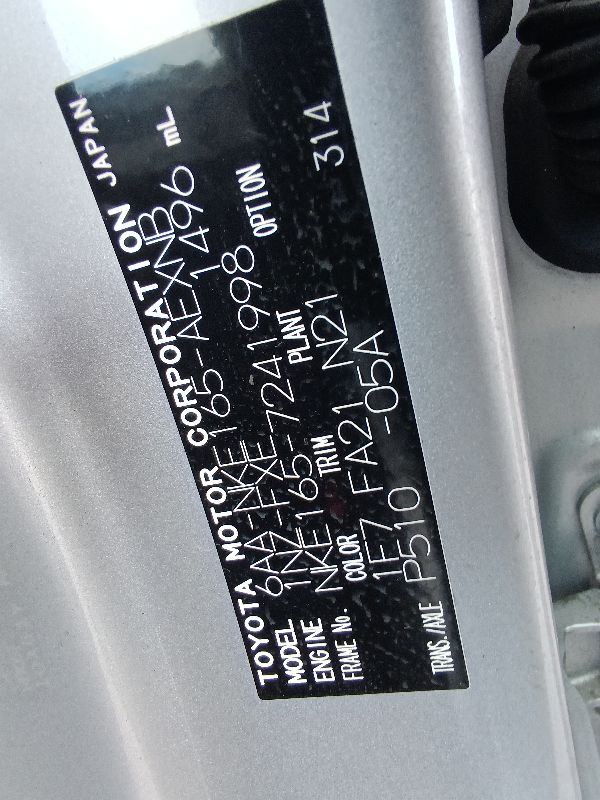 TOYOTA MOTOR CORPORATION JAPAN
MODEL 6AA-NKE165-AEXNB
ENGINE 1NZ-FXE 1496 mL
FRAME No. NKE165-7241998
COLOR TRIM PLANT OPTION
1F7 FA21 N21 314
TRANS./AXLE P510 -05A